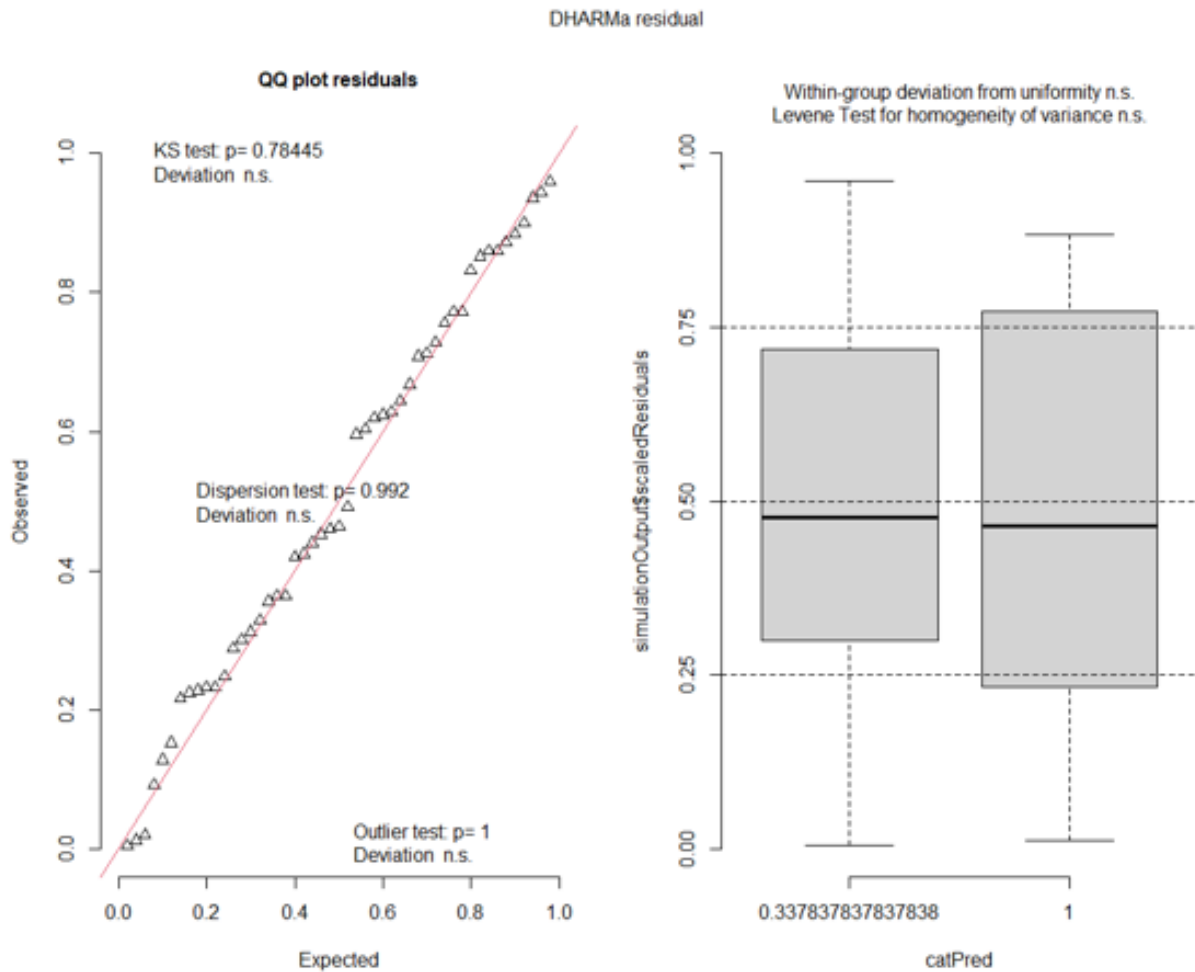 DHARMa residual
QQ plot residuals
KS test: p= 0.78445
Deviation n.s.
Dispersion test: p= 0.992
Deviation n.s.
Outlier test: p= 1
Deviation n.s.
Observed
0.0 0.2 0.4 0.6 0.8 1.0
0.0 0.2 0.4 0.6 0.8 1.0
Expected
Within-group deviation from uniformity n.s.
Levene Test for homogeneity of variance n.s.
simulationOutput$scaledResiduals
0.00 0.25 0.50 0.75 1.00
0.337837837837838 1
catPred